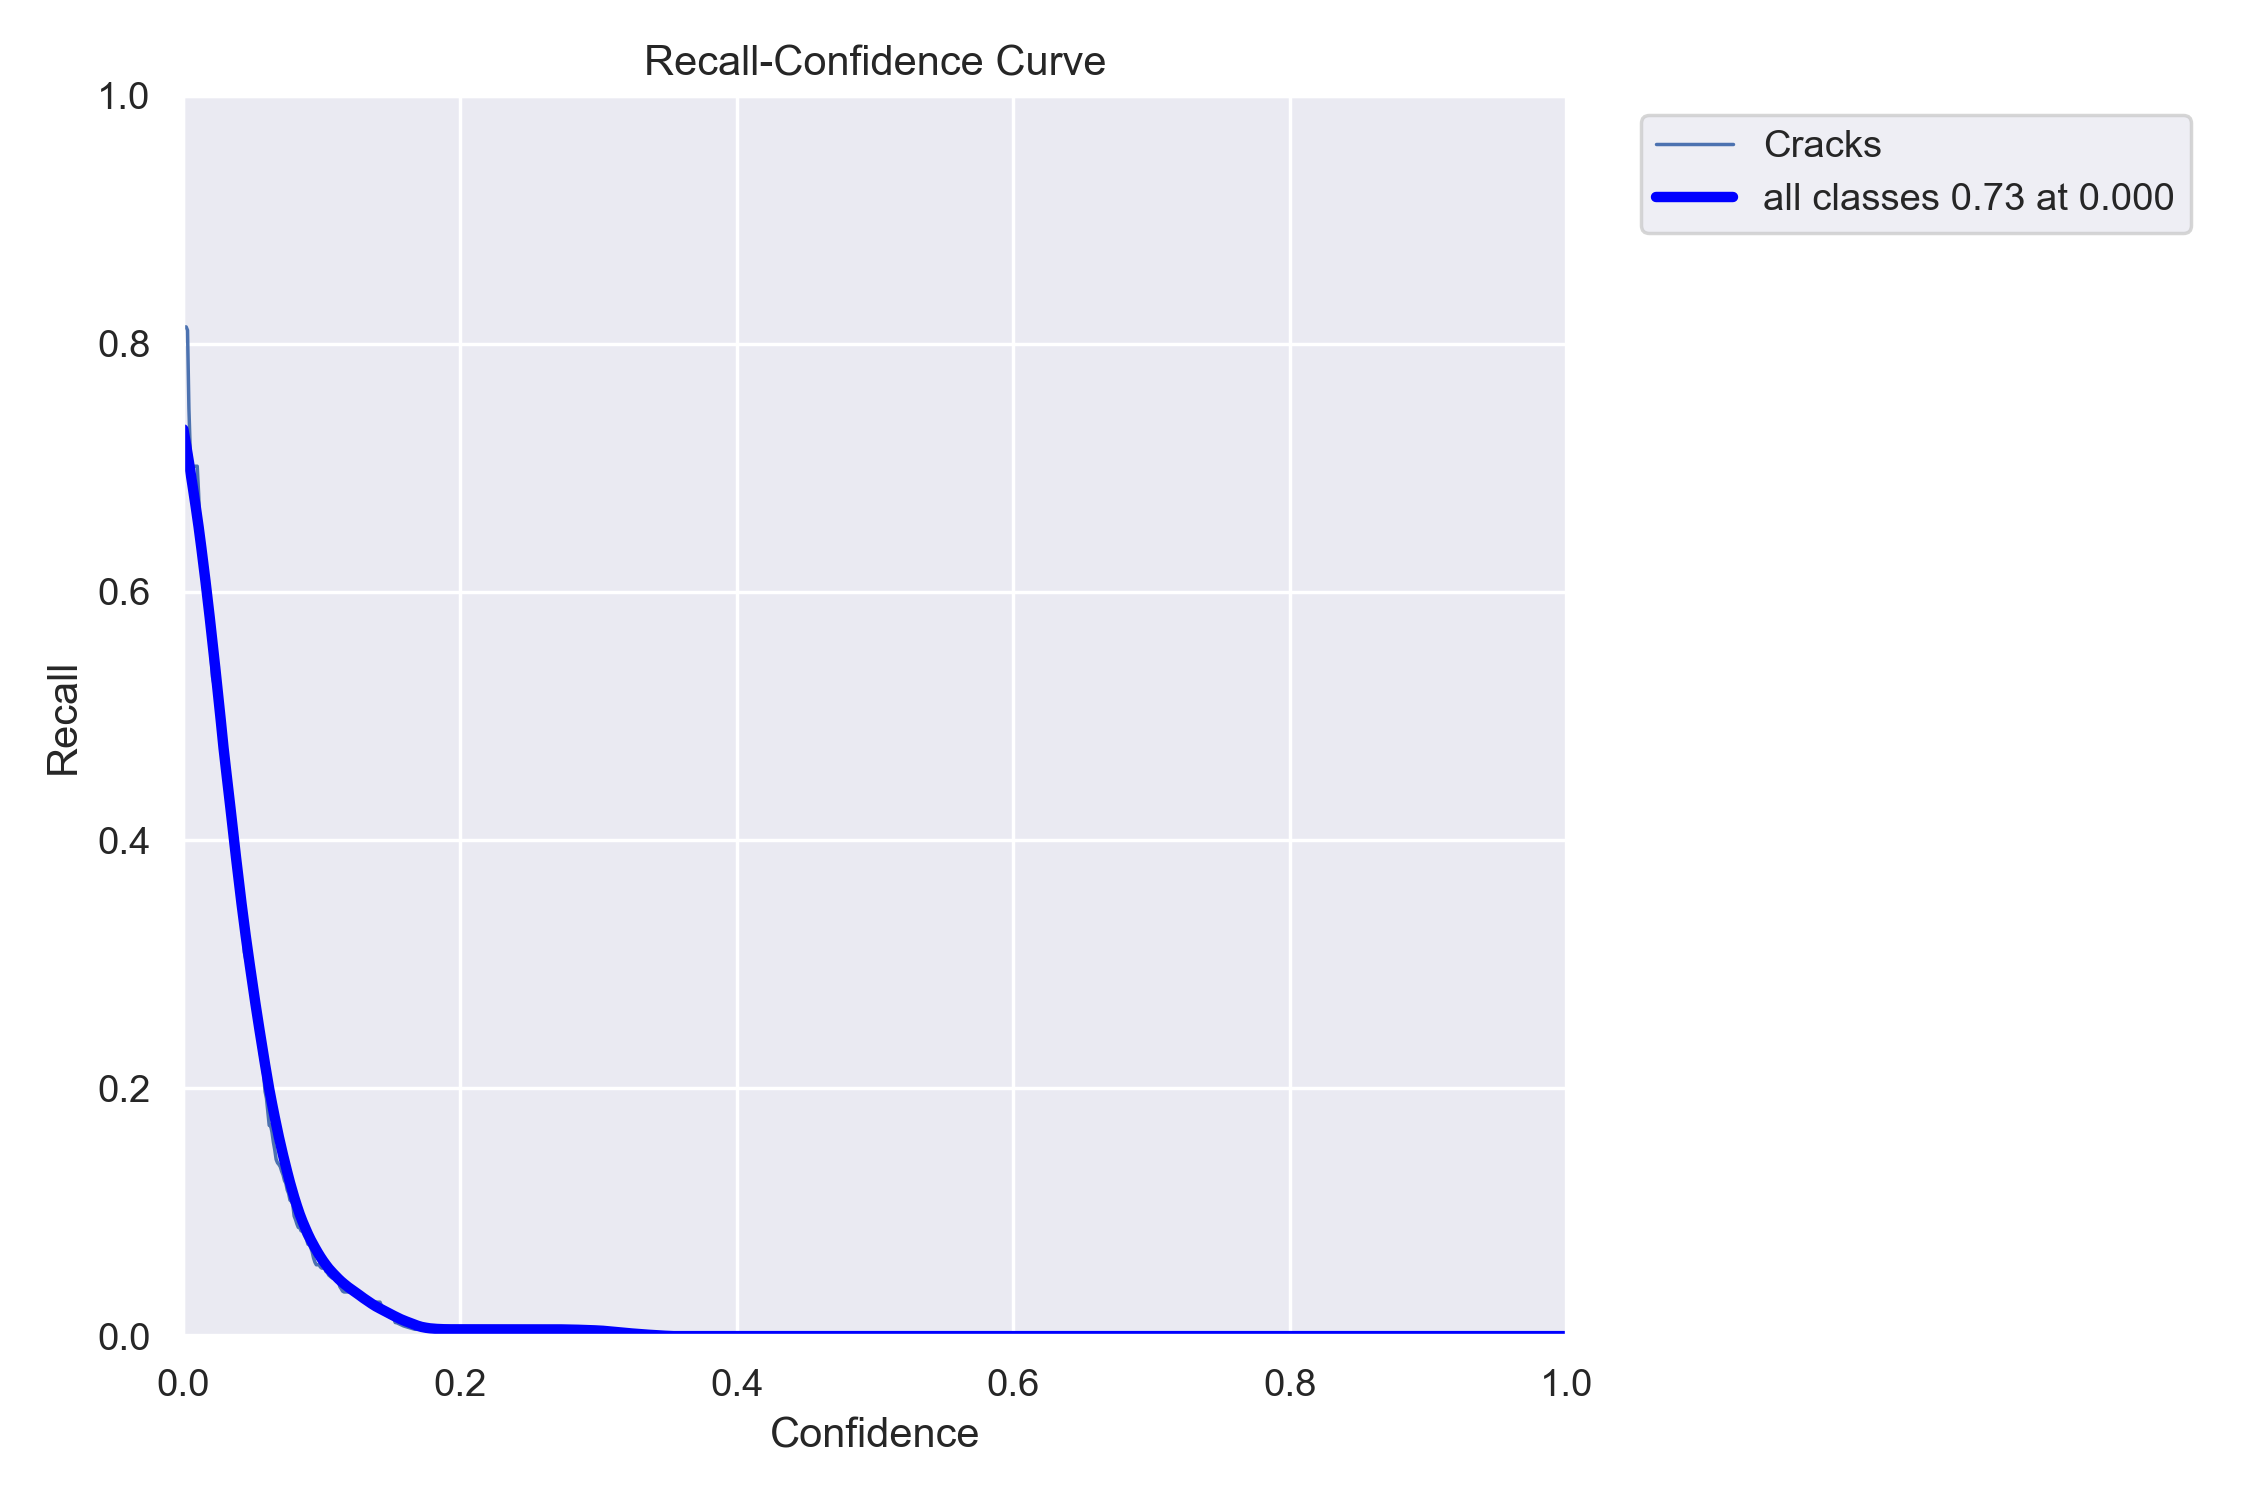 Recall-Confidence Curve
1.0
0.8
0.6
0.4
0.2
0.0
Recall
0.0 0.2 0.4 0.6 0.8 1.0
Confidence
Cracks
all classes 0.73 at 0.000